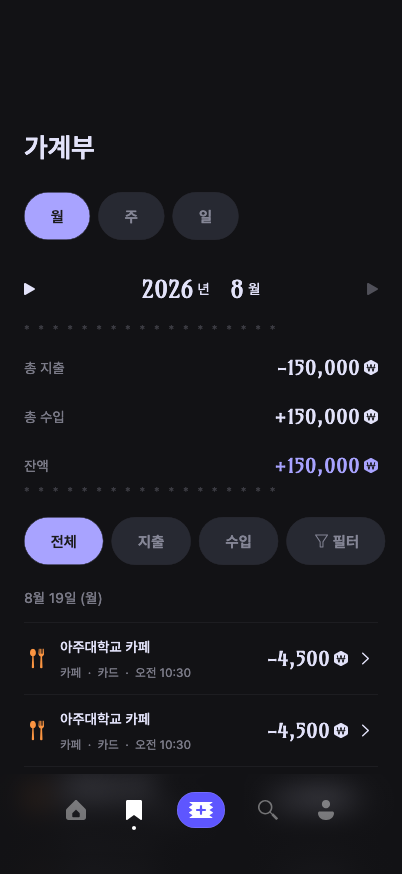 가계부
월 주 일
2026 년 8 월
총 지출 -150,000
총 수입 +150,000
잔액 +150,000
전체 지출 수입 필터
8월 19일 (월)
아주대학교 카페
-4,500
카페 · 카드 · 오전 10:30
아주대학교 카페
-4,500
카페 · 카드 · 오전 10:30